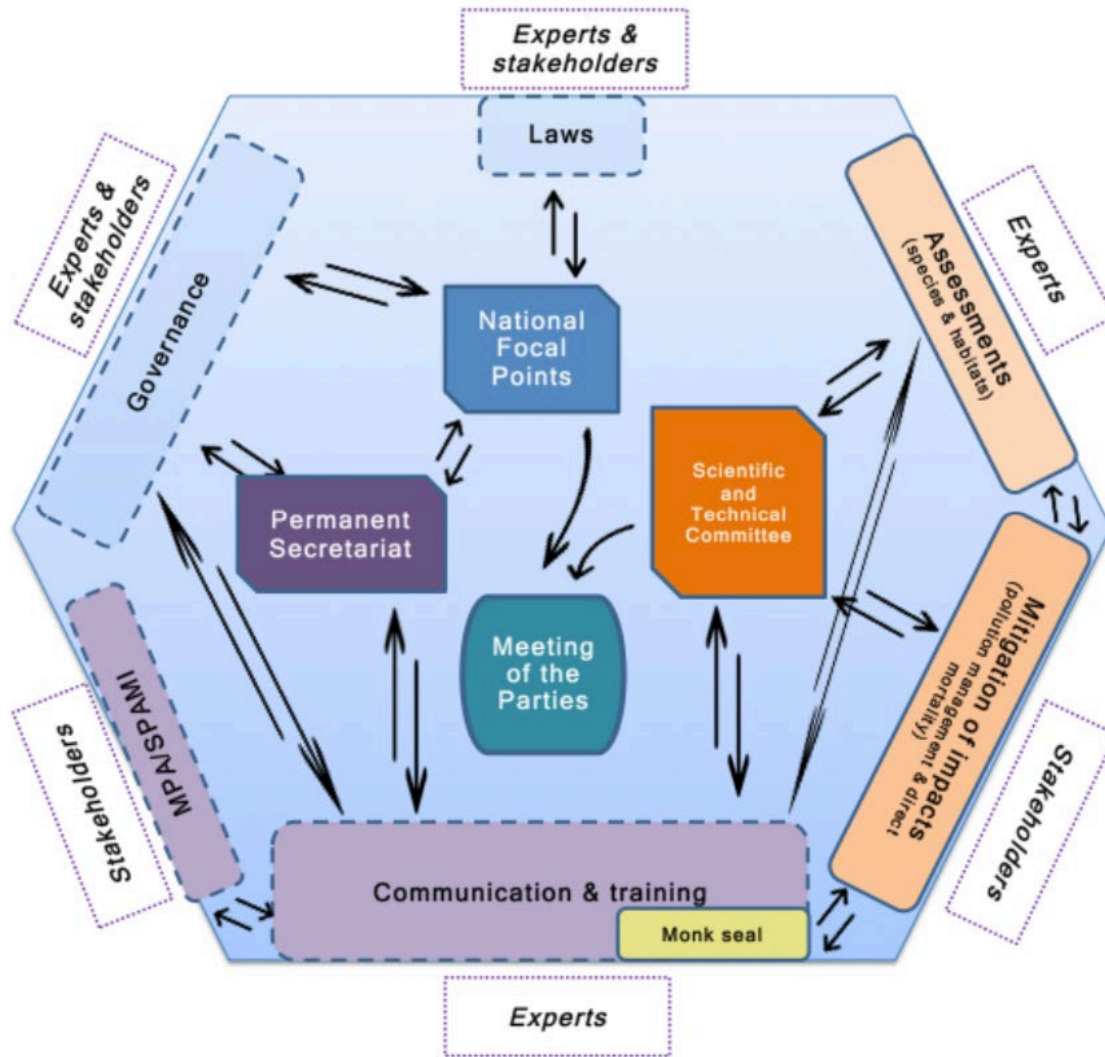 Experts &
stakeholders
Laws
Experts &
stakeholders
Governance
National
Focal
Points
Assessments
(species & habitats)
Experts
Permanent
Secretariat
Scientific
and
Technical
Committee
Meeting
of the
Parties
MPA/SPAMI
Stakeholders
Mitigation of impacts
(pollution management & direct
mortality)
Stakeholders
Communication & training
Monk seal
Experts